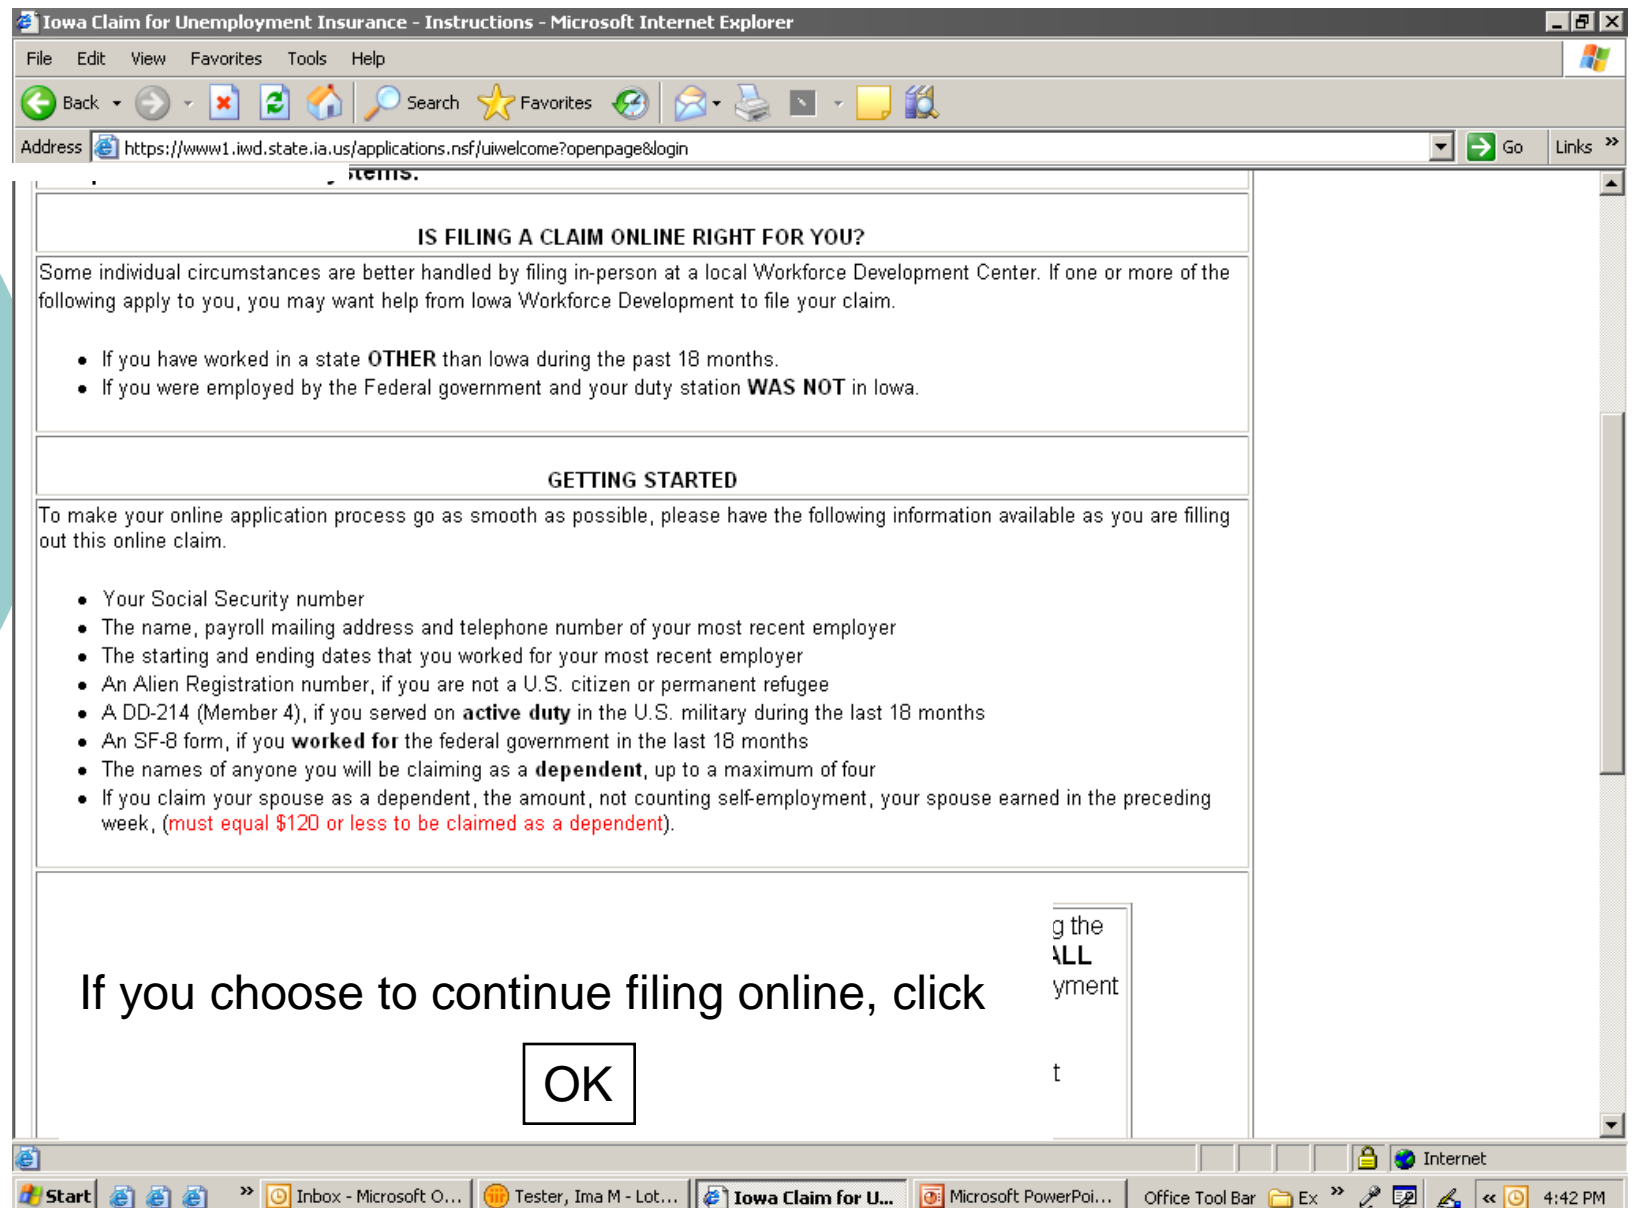 Iowa Claim for Unemployment Insurance - Instructions - Microsoft Internet Explorer
File Edit View Favorites Tools Help
Back Search Favorites
Address https://www1.iwd.state.ia.us/applications.nsf/uiwelcome?openpage&login Go Links »
IS FILING A CLAIM ONLINE RIGHT FOR YOU?
Some individual circumstances are better handled by filing in-person at a local Workforce Development Center. If one or more of the
following apply to you, you may want help from Iowa Workforce Development to file your claim.
• If you have worked in a state OTHER than Iowa during the past 18 months.
• If you were employed by the Federal government and your duty station WAS NOT in Iowa.
GETTING STARTED
To make your online application process go as smooth as possible, please have the following information available as you are filling
out this online claim.
• Your Social Security number
• The name, payroll mailing address and telephone number of your most recent employer
• The starting and ending dates that you worked for your most recent employer
• An Alien Registration number, if you are not a U.S. citizen or permanent refugee
• A DD-214 (Member 4), if you served on active duty in the U.S. military during the last 18 months
• An SF-8 form, if you worked for the federal government in the last 18 months
• The names of anyone you will be claiming as a dependent, up to a maximum of four
• If you claim your spouse as a dependent, the amount, not counting self-employment, your spouse earned in the preceding
week, (must equal $120 or less to be claimed as a dependent).
g the
ALL
yment
t
If you choose to continue filing online, click
OK
Internet
Start » Inbox - Microsoft O... Tester, Ima M - Lot... Iowa Claim for U... Microsoft PowerPoi... Office Tool Bar Ex » « 4:42 PM